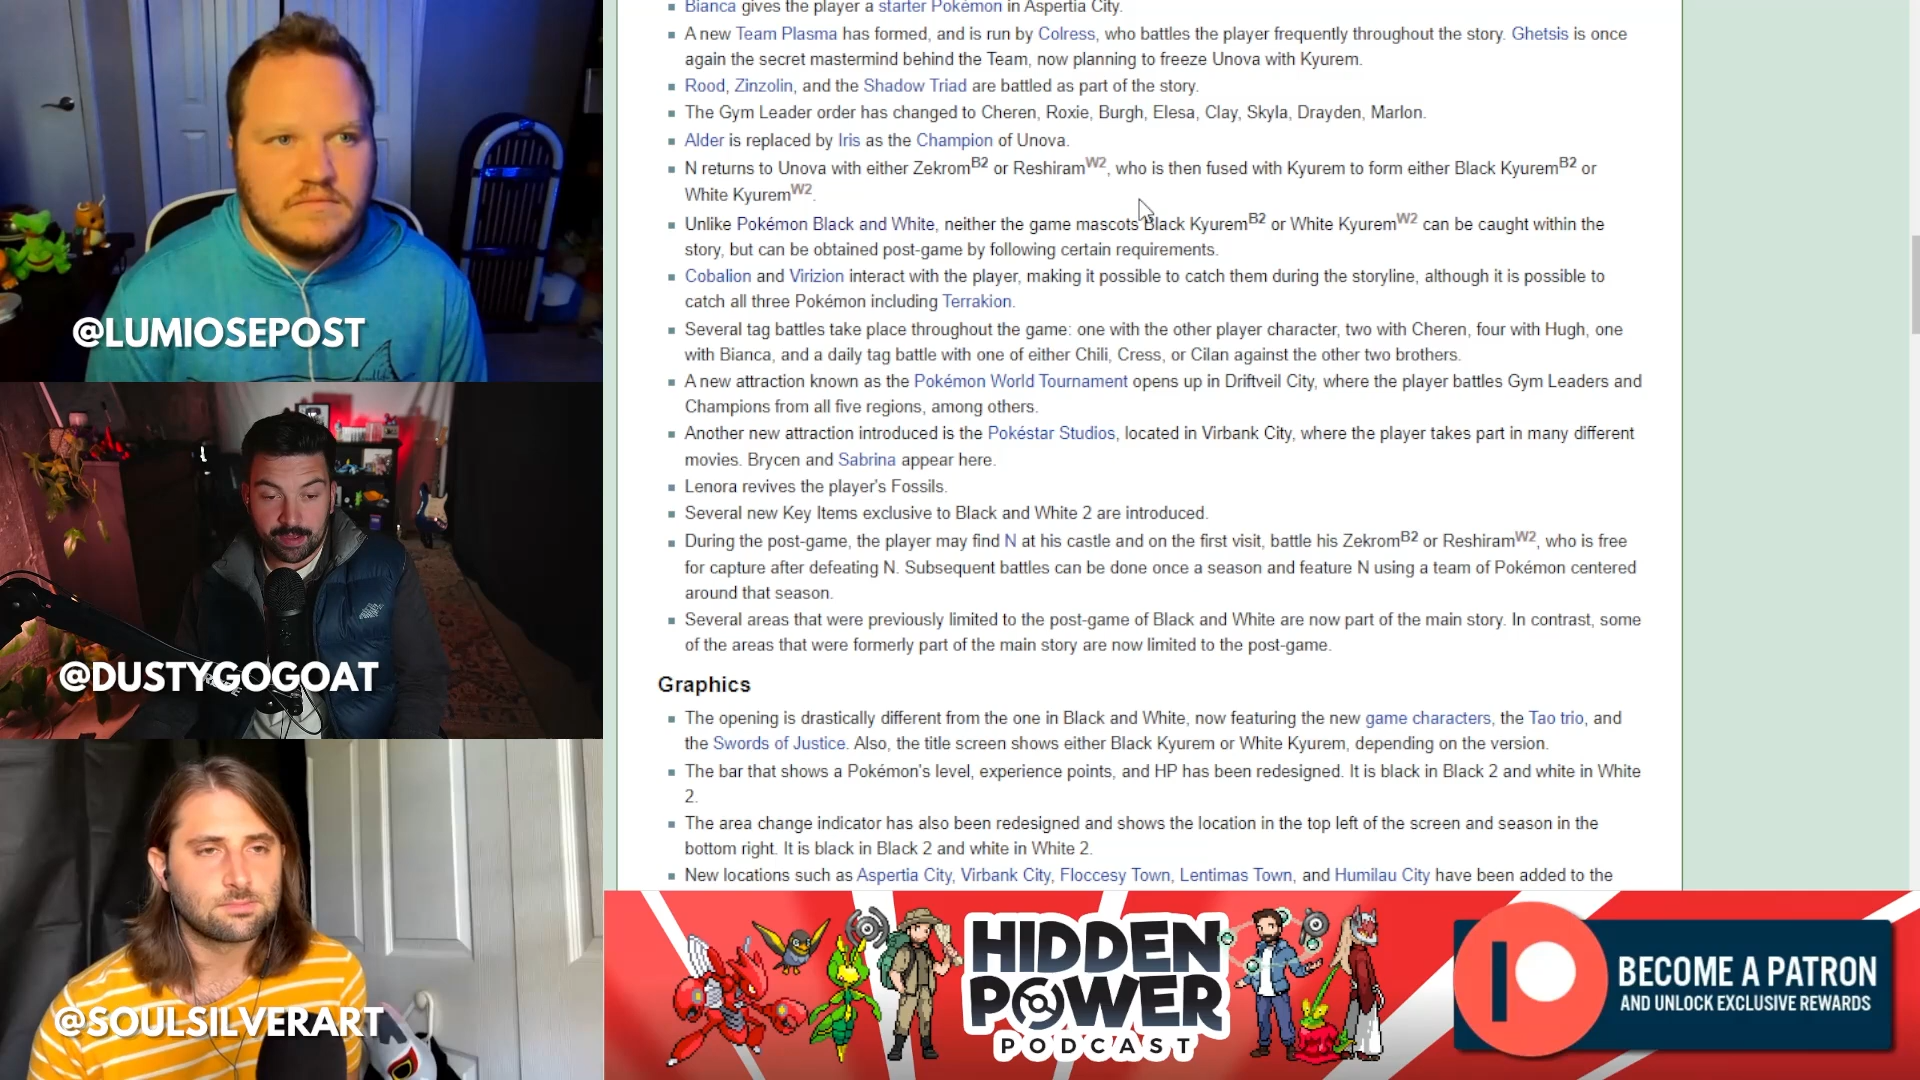 Bianca gives the player a starter Pokémon in Aspertia City.
A new Team Plasma has formed, and is run by Colress, who battles the player frequently throughout the story. Ghetsis is once
again the secret mastermind behind the Team, now planning to freeze Unova with Kyurem.
Rood, Zinzolin, and the Shadow Triad are battled as part of the story.
The Gym Leader order has changed to Cheren, Roxie, Burgh, Elesa, Clay, Skyla, Drayden, Marlon.
Alder is replaced by Iris as the Champion of Unova.
N returns to Unova with either ZekromB2 or ReshiramW2, who is then fused with Kyurem to form either Black KyuremB2 or
White KyuremW2.
Unlike Pokémon Black and White, neither the game mascots Black KyuremB2 or White KyuremW2 can be caught within the
story, but can be obtained post-game by following certain requirements.
Cobalion and Virizion interact with the player, making it possible to catch them during the storyline, although it is possible to
catch all three Pokémon including Terrakion.
Several tag battles take place throughout the game: one with the other player character, two with Cheren, four with Hugh, one
with Bianca, and a daily tag battle with one of either Chili, Cress, or Cilan against the other two brothers.
A new attraction known as the Pokémon World Tournament opens up in Driftveil City, where the player battles Gym Leaders and
Champions from all five regions, among others.
Another new attraction introduced is the Pokéstar Studios, located in Virbank City, where the player takes part in many different
movies. Brycen and Sabrina appear here.
Lenora revives the player's Fossils.
Several new Key Items exclusive to Black and White 2 are introduced.
During the post-game, the player may find N at his castle and on the first visit, battle his ZekromB2 or ReshiramW2, who is free
for capture after defeating N. Subsequent battles can be done once a season and feature N using a team of Pokémon centered
around that season.
Several areas that were previously limited to the post-game of Black and White are now part of the main story. In contrast, some
of the areas that were formerly part of the main story are now limited to the post-game.
Graphics
The opening is drastically different from the one in Black and White, now featuring the new game characters, the Tao trio, and
the Swords of Justice. Also, the title screen shows either Black Kyurem or White Kyurem, depending on the version.
The bar that shows a Pokémon's level, experience points, and HP has been redesigned. It is black in Black 2 and white in White
2.
The area change indicator has also been redesigned and shows the location in the top left of the screen and season in the
bottom right. It is black in Black 2 and white in White 2.
New locations such as Aspertia City, Virbank City, Floccesy Town, Lentimas Town, and Humilau City have been added to the
@LUMIOSEPOST
@DUSTYGOGOAT
@SOULSILVERART
HIDDEN
POWER
PODCAST
BECOME A PATRON
AND UNLOCK EXCLUSIVE REWARDS